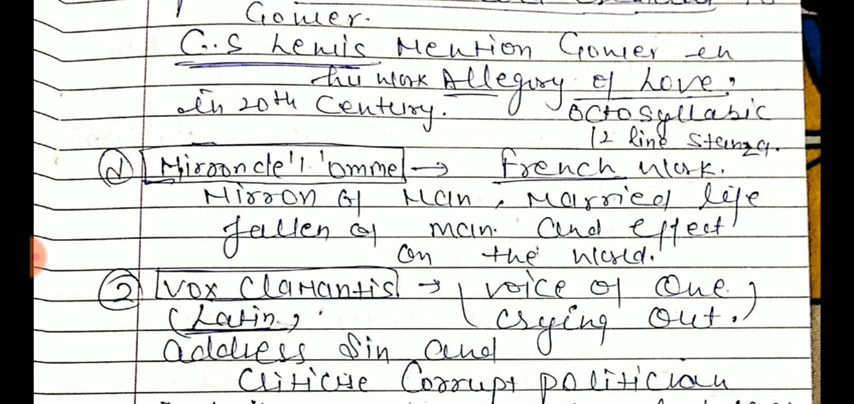 Gower.
C.S Lewis Mention Gower in
his work Allegory of Love,
in 20th Century. Octosyllabic
12 line stanza.
① Mirror de l'omme → French Work.
Mirror of Man, Married life
fallen of man. and effect
on the World.
② Vox Clamantis → (Voice of One
(Latin, crying out.)
address Sin and
Criticise Corrupt politician